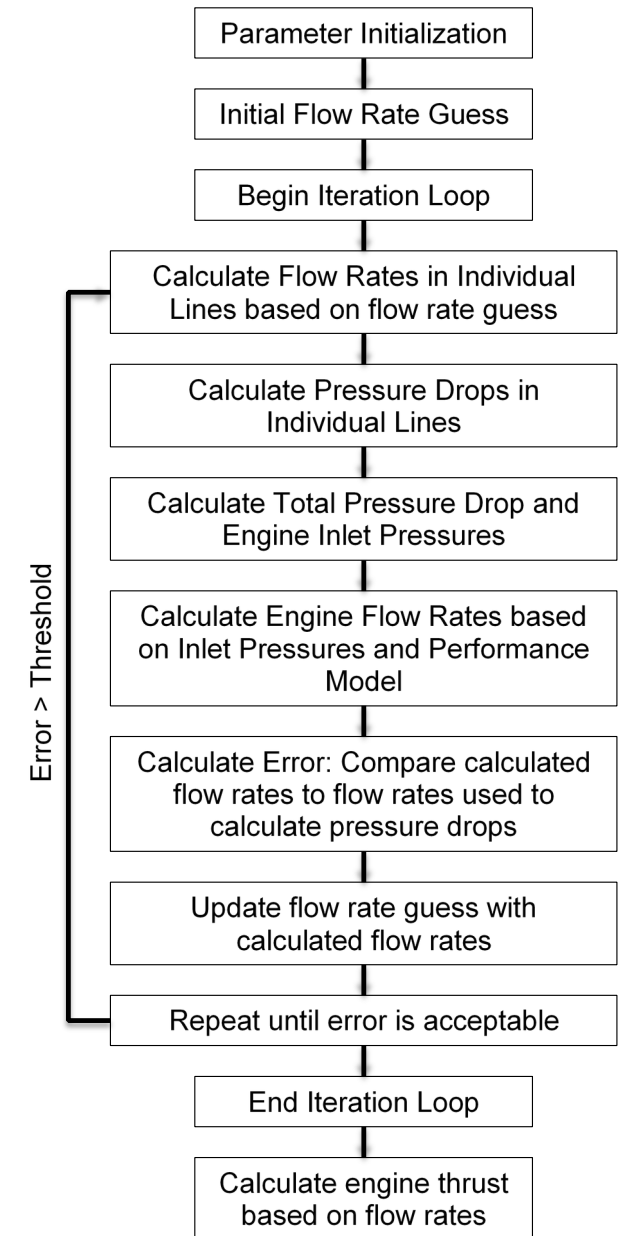 Parameter Initialization
Initial Flow Rate Guess
Begin Iteration Loop
Calculate Flow Rates in Individual
Lines based on flow rate guess
Calculate Pressure Drops in
Individual Lines
Calculate Total Pressure Drop and
Engine Inlet Pressures
Calculate Engine Flow Rates based
on Inlet Pressures and Performance
Model
Calculate Error: Compare calculated
flow rates to flow rates used to
calculate pressure drops
Update flow rate guess with
calculated flow rates
Repeat until error is acceptable
Error > Threshold
End Iteration Loop
Calculate engine thrust
based on flow rates